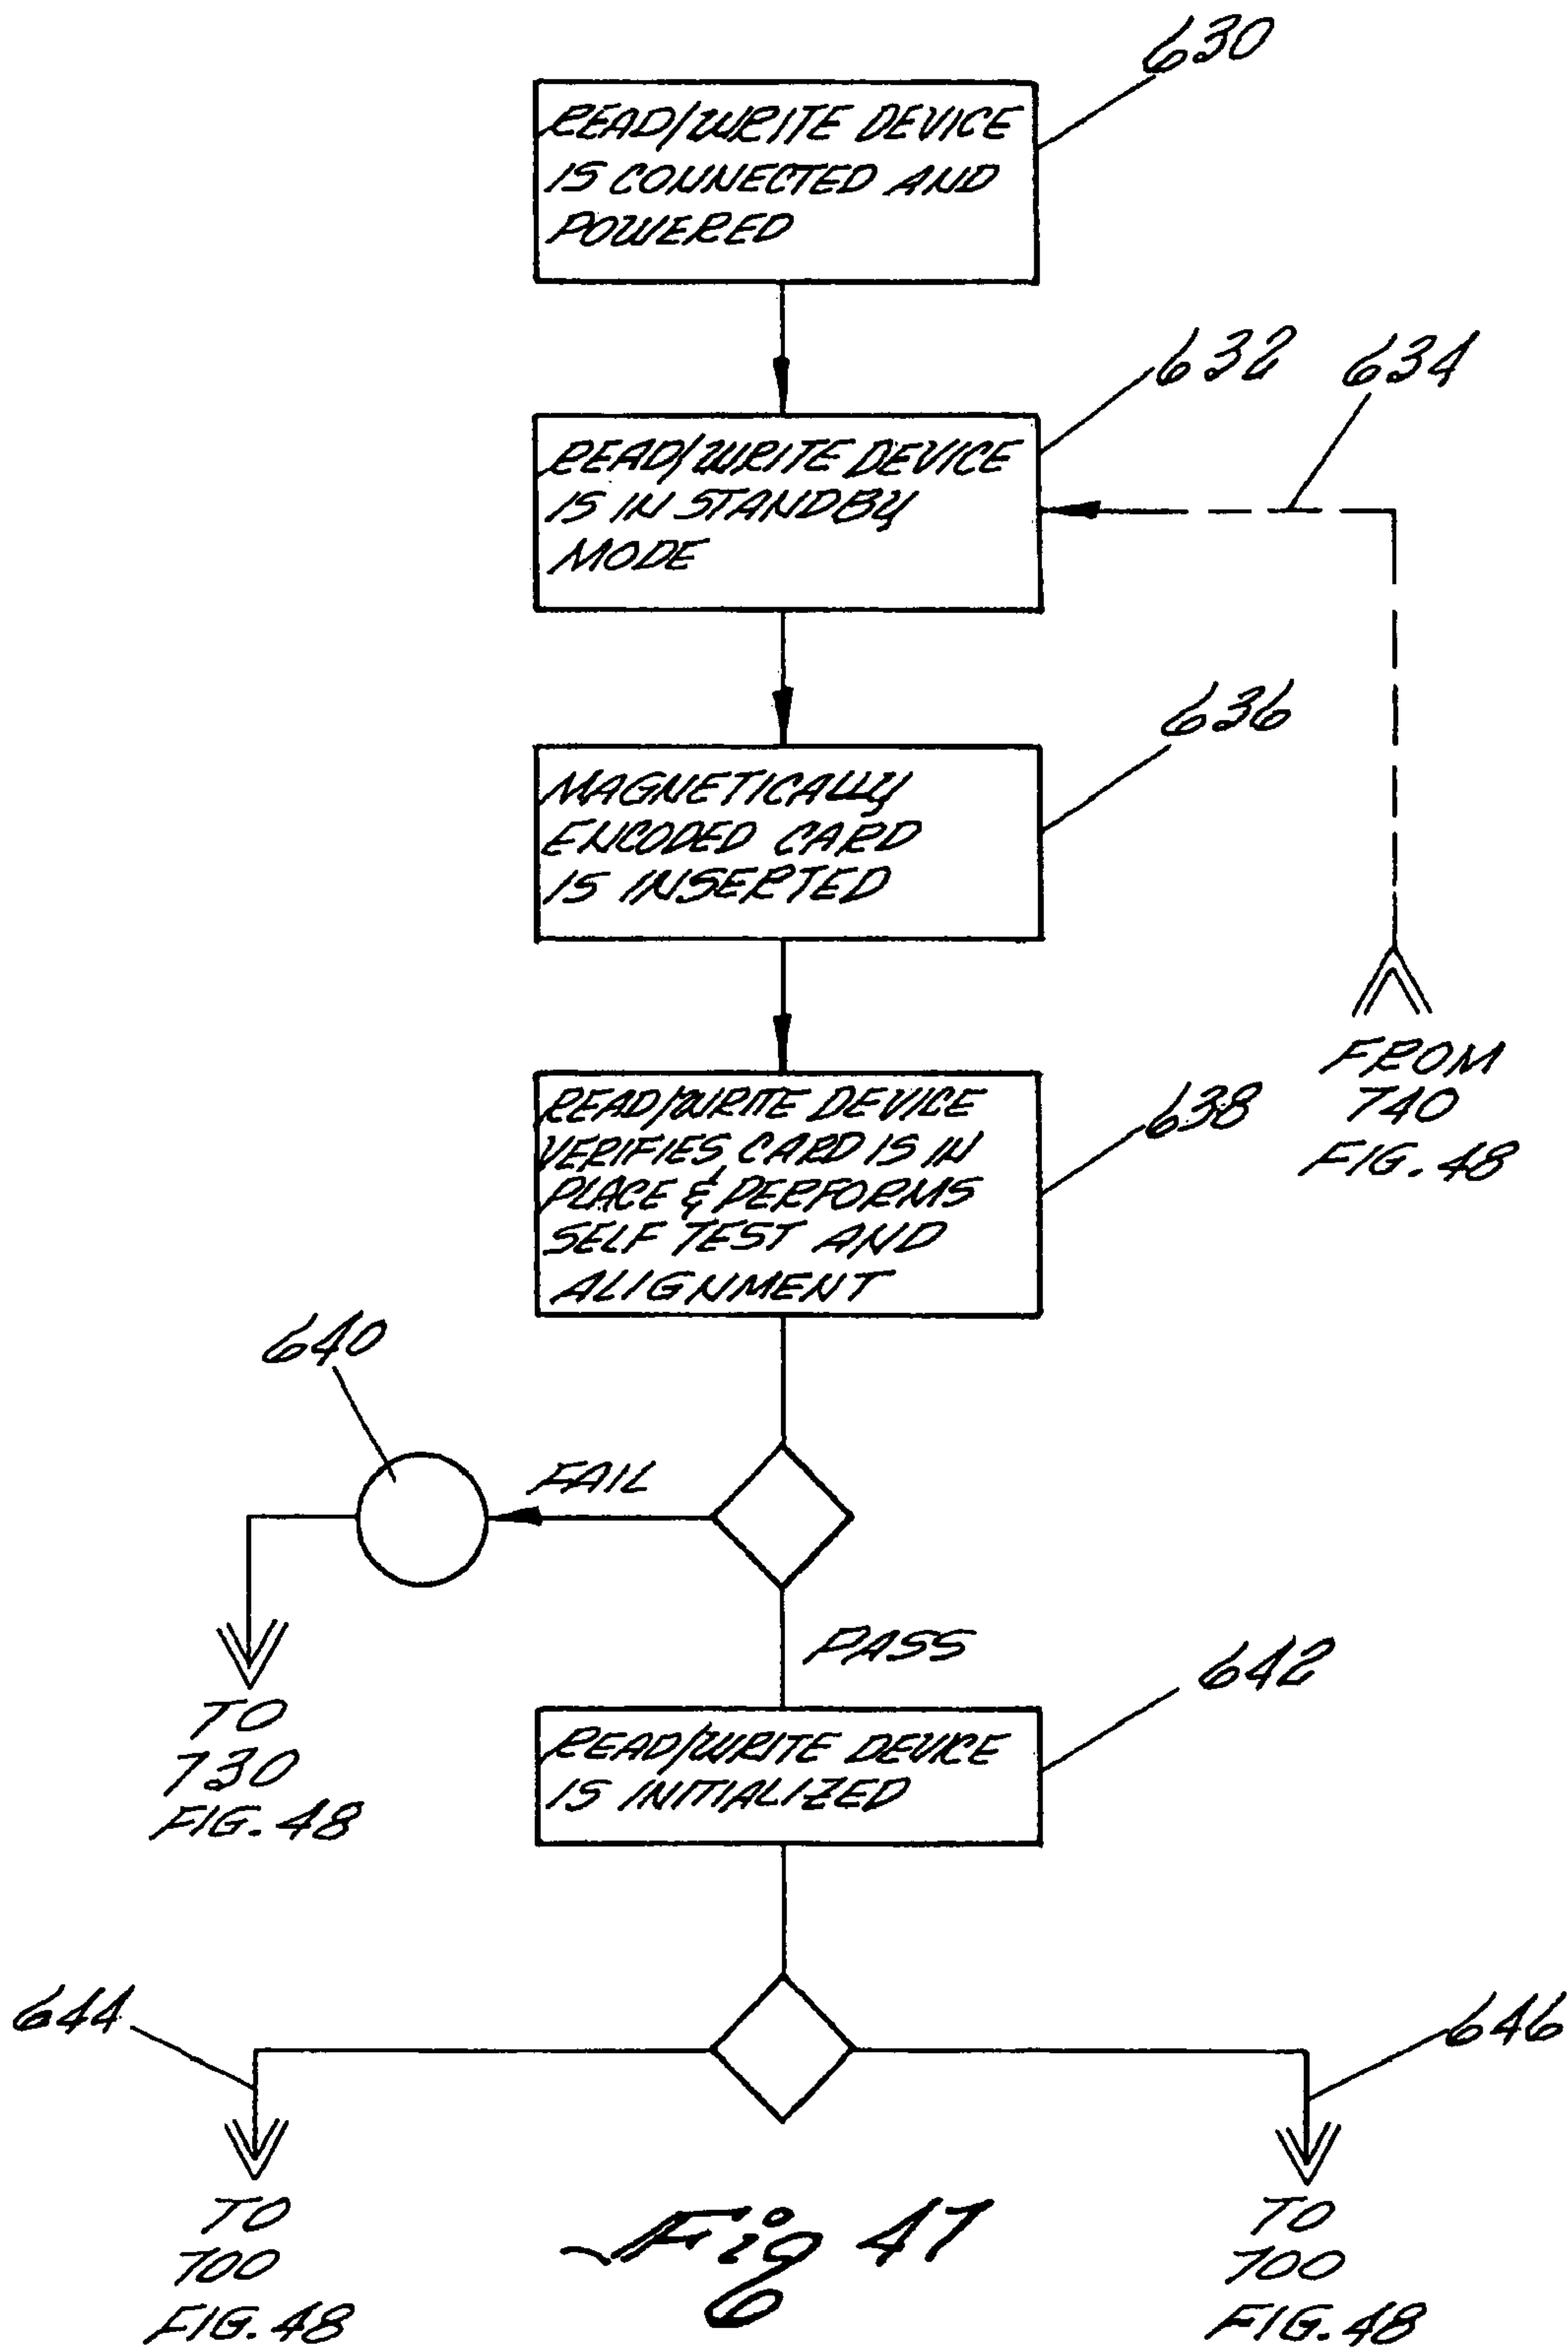 630
READ/WRITE DEVICE
IS CONNECTED AND
POWERED
632
634
READ/WRITE DEVICE
IS IN STANDBY
MODE
636
MAGNETICALLY
ENCODED CARD
IS INSERTED
FROM
740
FIG. 48
638
READ/WRITE DEVICE
VERIFIES CARD IS IN
PLACE & PERFORMS
SELF TEST AND
ALIGNMENT
640
FAIL
PASS
TO
730
FIG. 48
642
READ/WRITE DEVICE
IS INITIALIZED
644
646
TO
700
FIG. 48
TO
700
FIG. 48
Fig 47